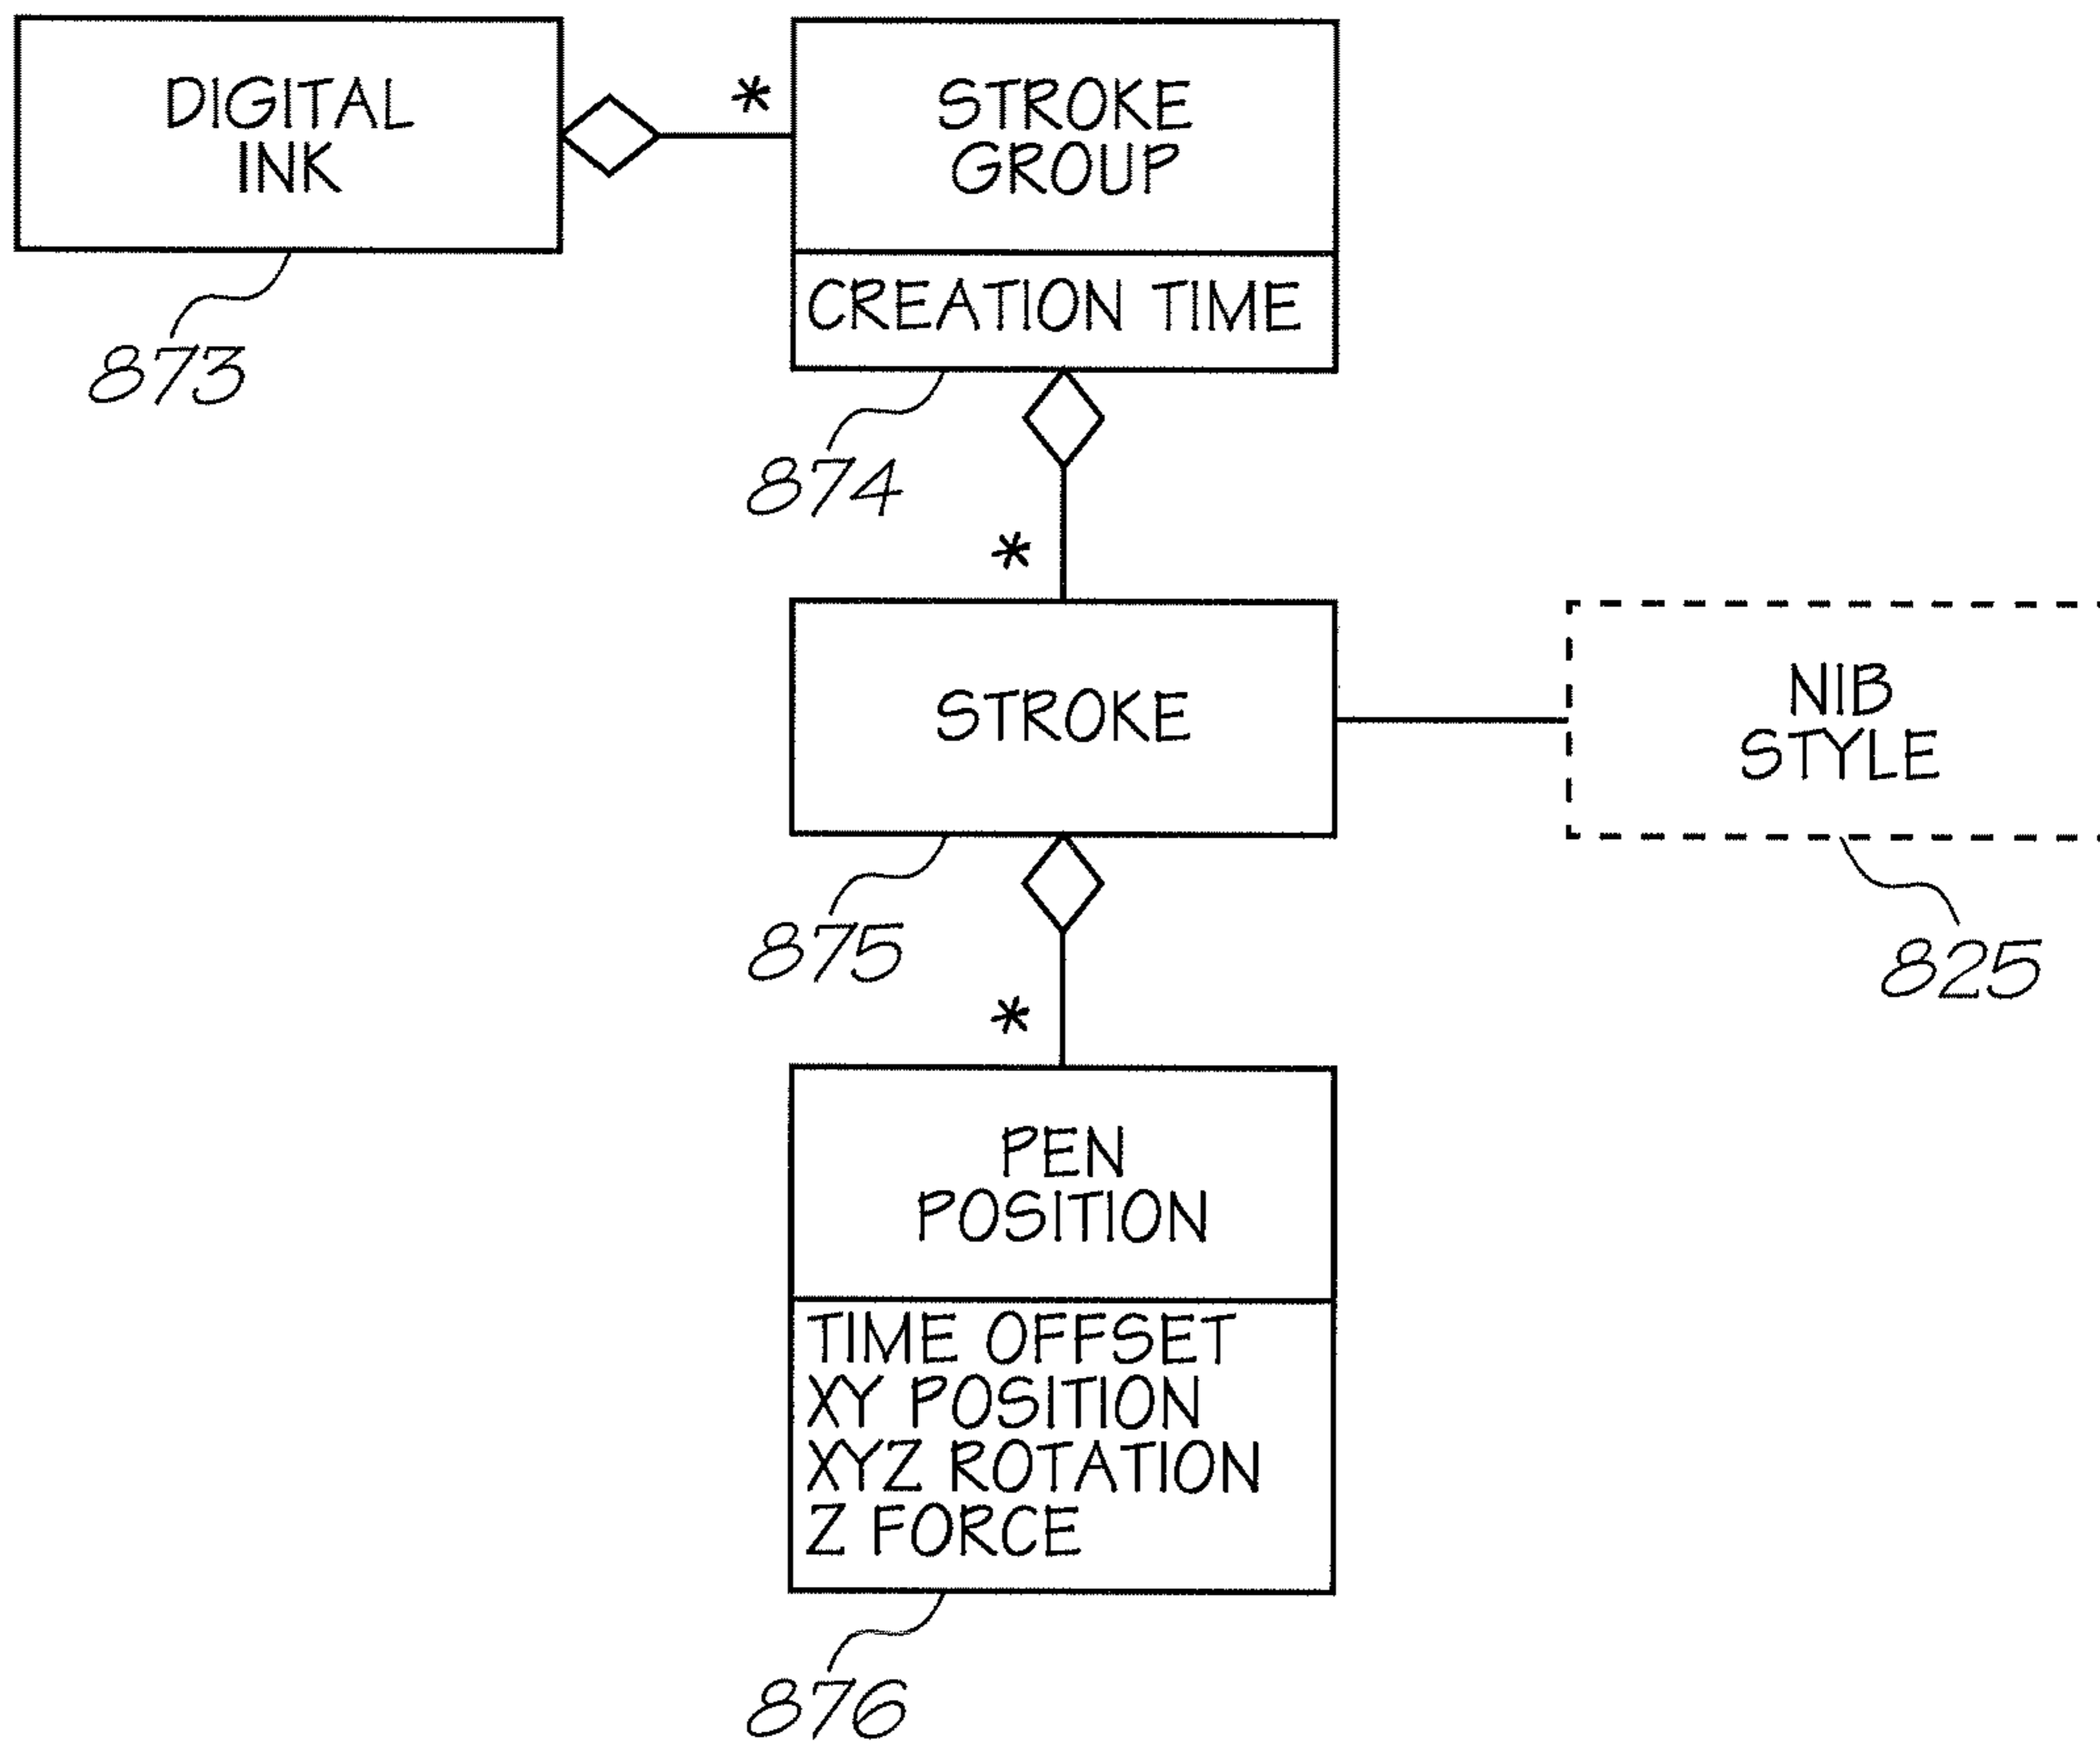 DIGITAL
INK
873
*
STROKE
GROUP
CREATION TIME
874
*
STROKE
875
NIB
STYLE
825
*
PEN
POSITION
TIME OFFSET
XY POSITION
XYZ ROTATION
Z FORCE
876